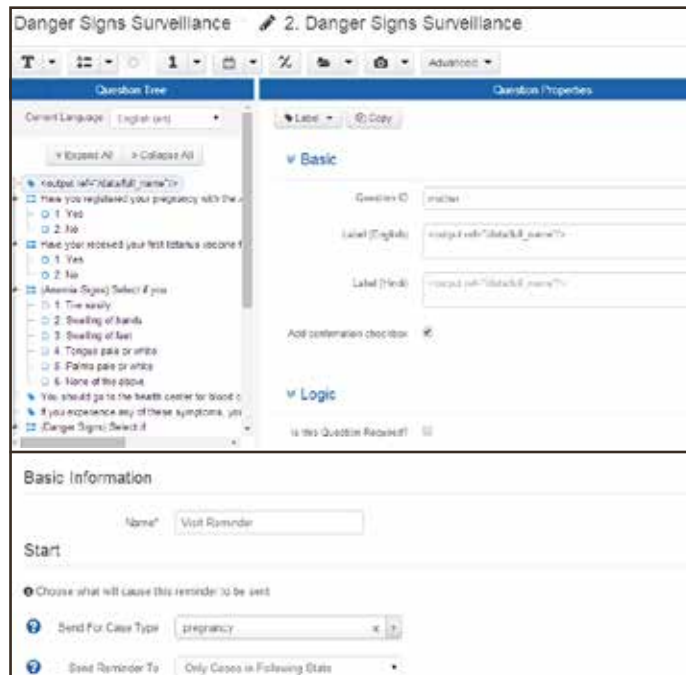 Danger Signs Surveillance 2. Danger Signs Surveillance
T 1 Advanced
Question Tree
Question Properties
Current Language English (en)
Expand All Collapse All
<output ref="/data/full_name"/>
Have you registered your pregnancy with the
1. Yes
2. No
Have your received your first tetanus vaccine
1. Yes
2. No
(Anemia Signs) Select if you
1. Tire easily
2. Swelling of hands
3. Swelling of feet
4. Tongue pale or white
5. Palms pale or white
6. None of the above
You should go to the health center for blood
If you experience any of these symptoms, you
(Danger Signs) Select if
Label Copy
Basic
Question ID mother
Label (English) <output ref="/data/full_name"/>
Label (Hindi) <output ref="/data/full_name"/>
Add confirmation checkbox
Logic
Is this Question Required?
Basic Information
Name* Visit Reminder
Start
Choose what will cause this reminder to be sent
Send For Case Type pregnancy x
Send Reminder To Only Cases in Following State